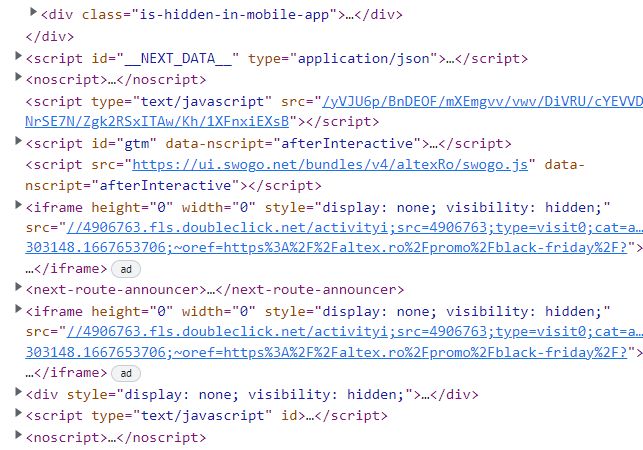 <div class="is-hidden-in-mobile-app">…</div>
</div>
<script id="__NEXT_DATA__" type="application/json">…</script>
<noscript>…</noscript>
<script type="text/javascript" src="/yVJU6p/BnDEOF/mXEmgvv/vwv/DiVRU/cYEVVD
NrSE7N/Zgk2RSxITAw/Kh/1XFnxiEXsB"></script>
<script id="gtm" data-nscript="afterInteractive">…</script>
<script src="https://ui.swogo.net/bundles/v4/altexRo/swogo.js" data-
nscript="afterInteractive"></script>
<iframe height="0" width="0" style="display: none; visibility: hidden;"
src="//4906763.fls.doubleclick.net/activityi;src=4906763;type=visit0;cat=a…
303148.1667653706;~oref=https%3A%2F%2Faltex.ro%2Fpromo%2Fblack-friday%2F?">
…</iframe> ad
<next-route-announcer>…</next-route-announcer>
<iframe height="0" width="0" style="display: none; visibility: hidden;"
src="//4906763.fls.doubleclick.net/activityi;src=4906763;type=visit0;cat=a…
303148.1667653706;~oref=https%3A%2F%2Faltex.ro%2Fpromo%2Fblack-friday%2F?">
…</iframe> ad
<div style="display: none; visibility: hidden;">…</div>
<script type="text/javascript" id>…</script>
<noscript>…</noscript>